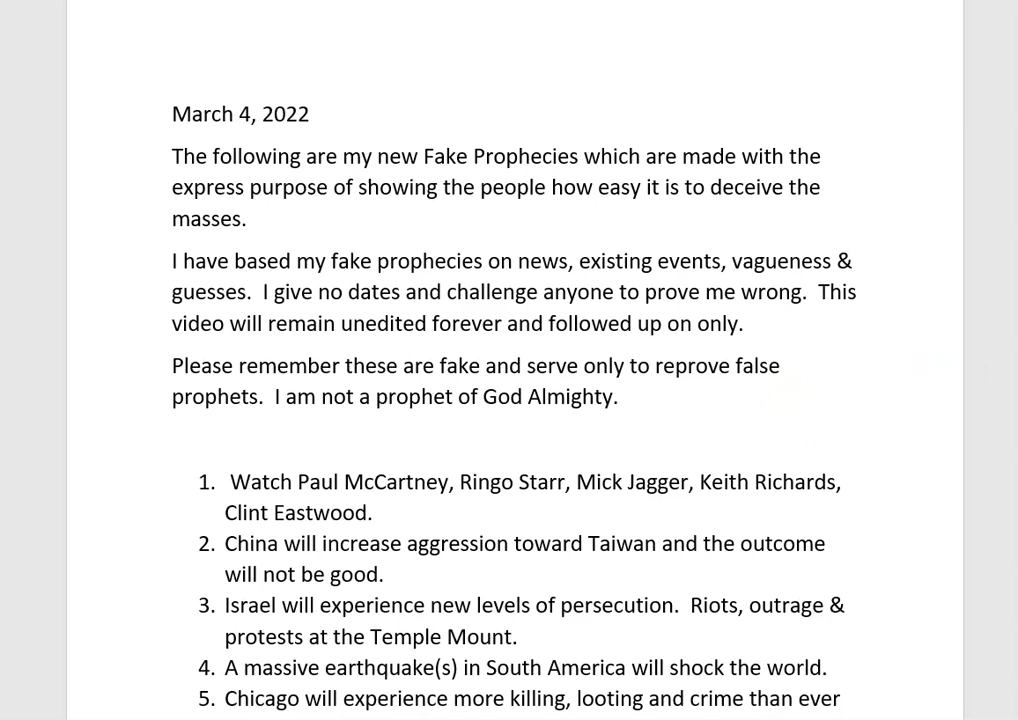 March 4, 2022
The following are my new Fake Prophecies which are made with the
express purpose of showing the people how easy it is to deceive the
masses.
I have based my fake prophecies on news, existing events, vagueness &
guesses.  I give no dates and challenge anyone to prove me wrong.  This
video will remain unedited forever and followed up on only.
Please remember these are fake and serve only to reprove false
prophets.  I am not a prophet of God Almighty.
1.  Watch Paul McCartney, Ringo Starr, Mick Jagger, Keith Richards,
Clint Eastwood.
2. China will increase aggression toward Taiwan and the outcome
will not be good.
3. Israel will experience new levels of persecution.  Riots, outrage &
protests at the Temple Mount.
4. A massive earthquake(s) in South America will shock the world.
5. Chicago will experience more killing, looting and crime than ever